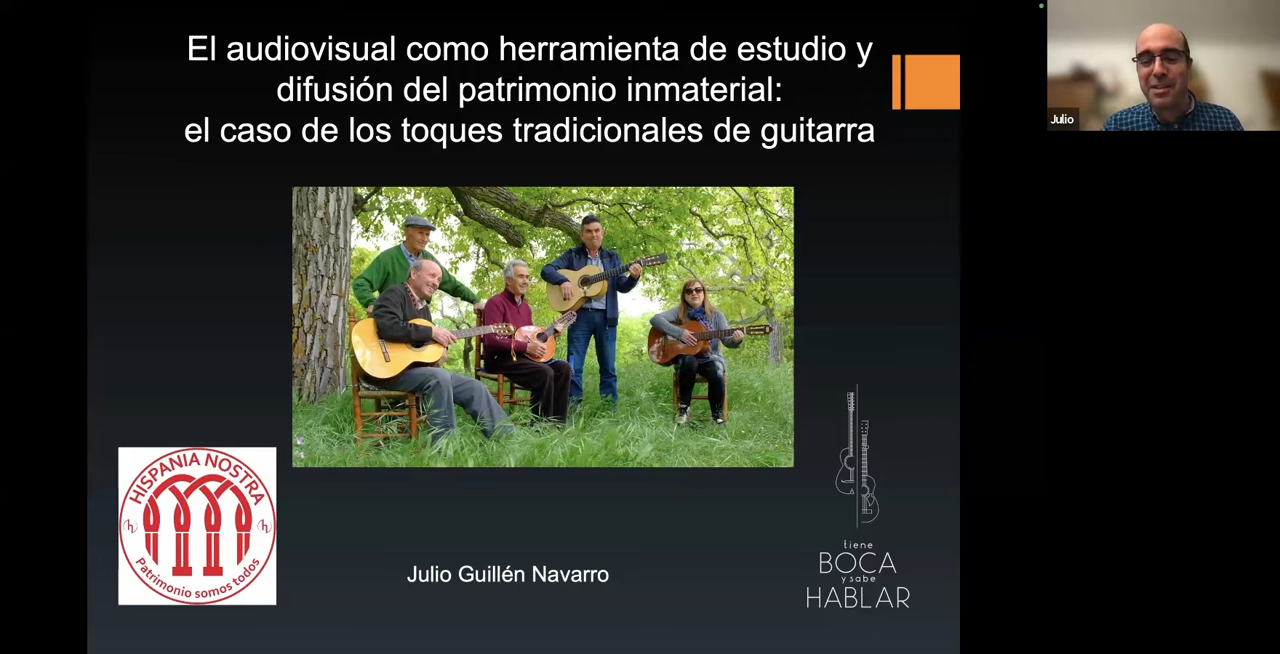 El audiovisual como herramienta de estudio y
difusión del patrimonio inmaterial:
el caso de los toques tradicionales de guitarra
Julio
HISPANIA NOSTRA
h
h
Patrimonio somos todos
Julio Guillén Navarro
tiene
BOCA
y sabe
HABLAR